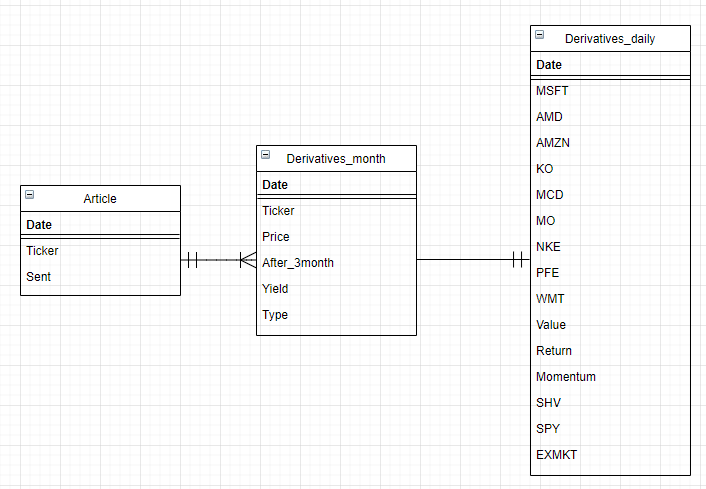 Article
Date
Ticker
Sent
Derivatives_month
Date
Ticker
Price
After_3month
Yield
Type
Derivatives_daily
Date
MSFT
AMD
AMZN
KO
MCD
MO
NKE
PFE
WMT
Value
Return
Momentum
SHV
SPY
EXMKT